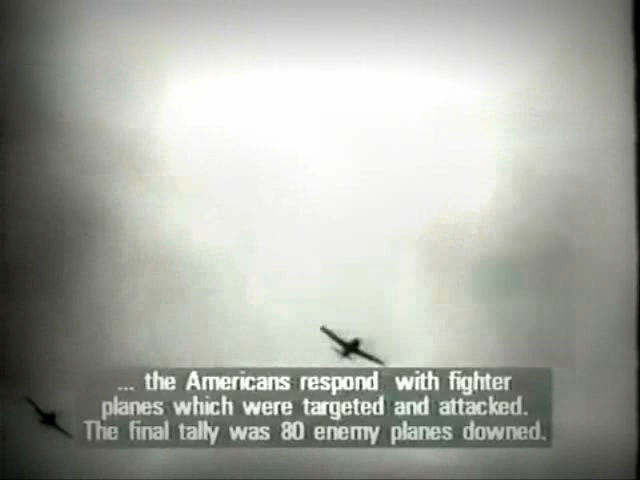 ... the Americans respond with fighter
planes which were targeted and attacked.
The final tally was 80 enemy planes downed.